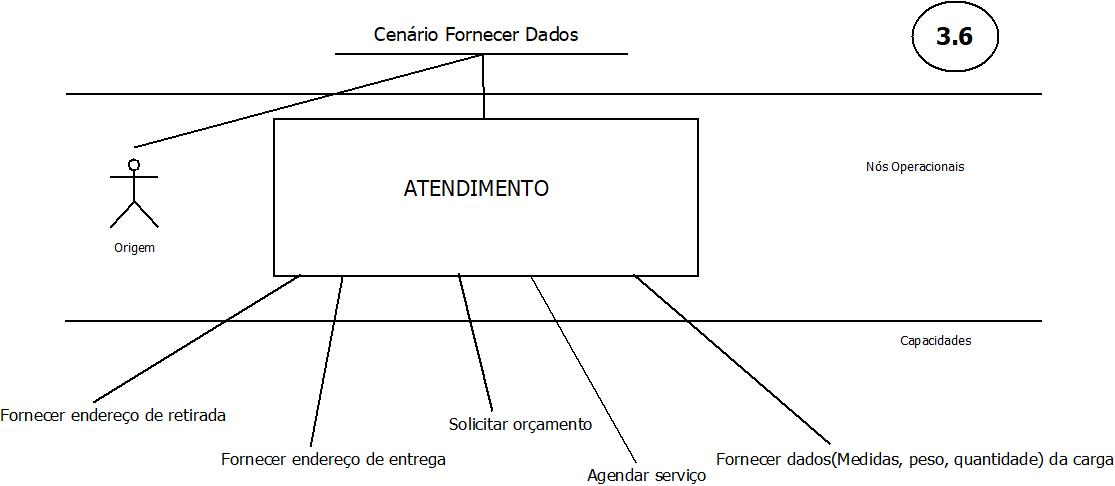 Cenário Fornecer Dados
3.6
ATENDIMENTO
Nós Operacionais
Origem
Capacidades
Fornecer endereço de retirada
Solicitar orçamento
Fornecer endereço de entrega
Agendar serviço
Fornecer dados(Medidas, peso, quantidade) da carga